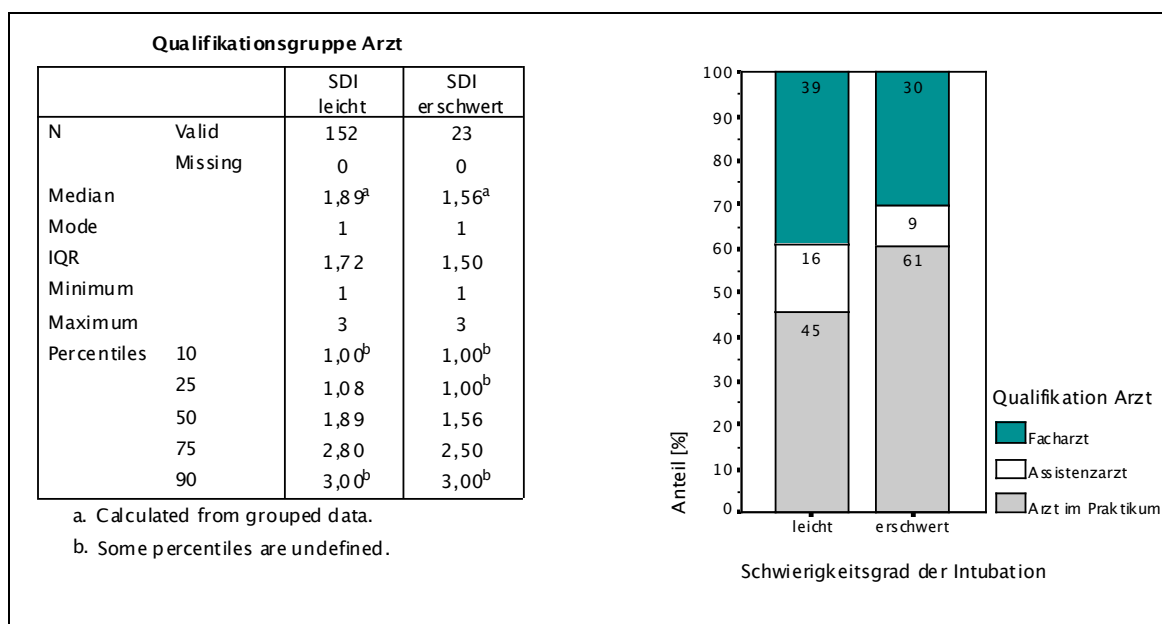 Qualifikationsgruppe Arzt
SDI leicht SDI erschwert
N Valid 152 23
Missing 0 0
Median 1,89a 1,56a
Mode 1 1
IQR 1,72 1,50
Minimum 1 1
Maximum 3 3
Percentiles 10 1,00b 1,00b
25 1,08 1,00b
50 1,89 1,56
75 2,80 2,50
90 3,00b 3,00b
a. Calculated from grouped data.
b. Some percentiles are undefined.
Anteil [%]
100
90
80
70
60
50
40
30
20
10
0
39
16
45
30
9
61
leicht erschwert
Schwierigkeitsgrad der Intubation
Qualifikation Arzt
Facharzt
Assistenzarzt
Arzt im Praktikum